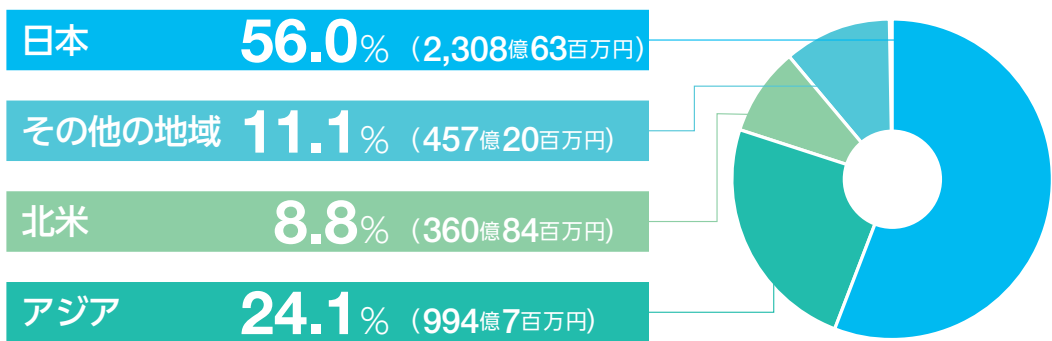 日本 56.0% (2,308億63百万円)
その他の地域 11.1% (457億20百万円)
北米 8.8% (360億84百万円)
アジア 24.1% (994億7百万円)